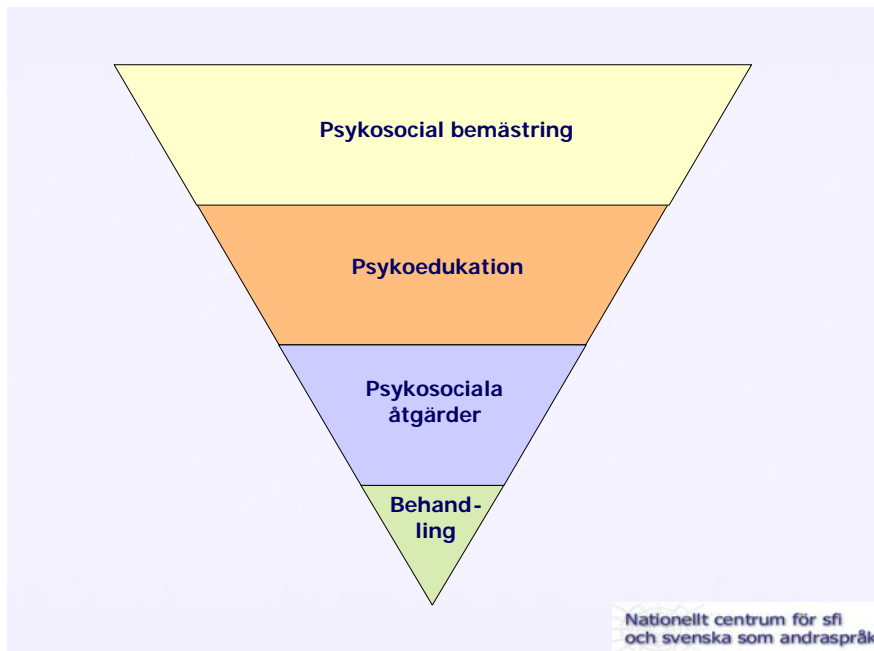 Psykosocial bemästring
Psykoedukation
Psykosociala
åtgärder
Behand-
ling
Nationellt centrum för sfi
och svenska som andraspråk